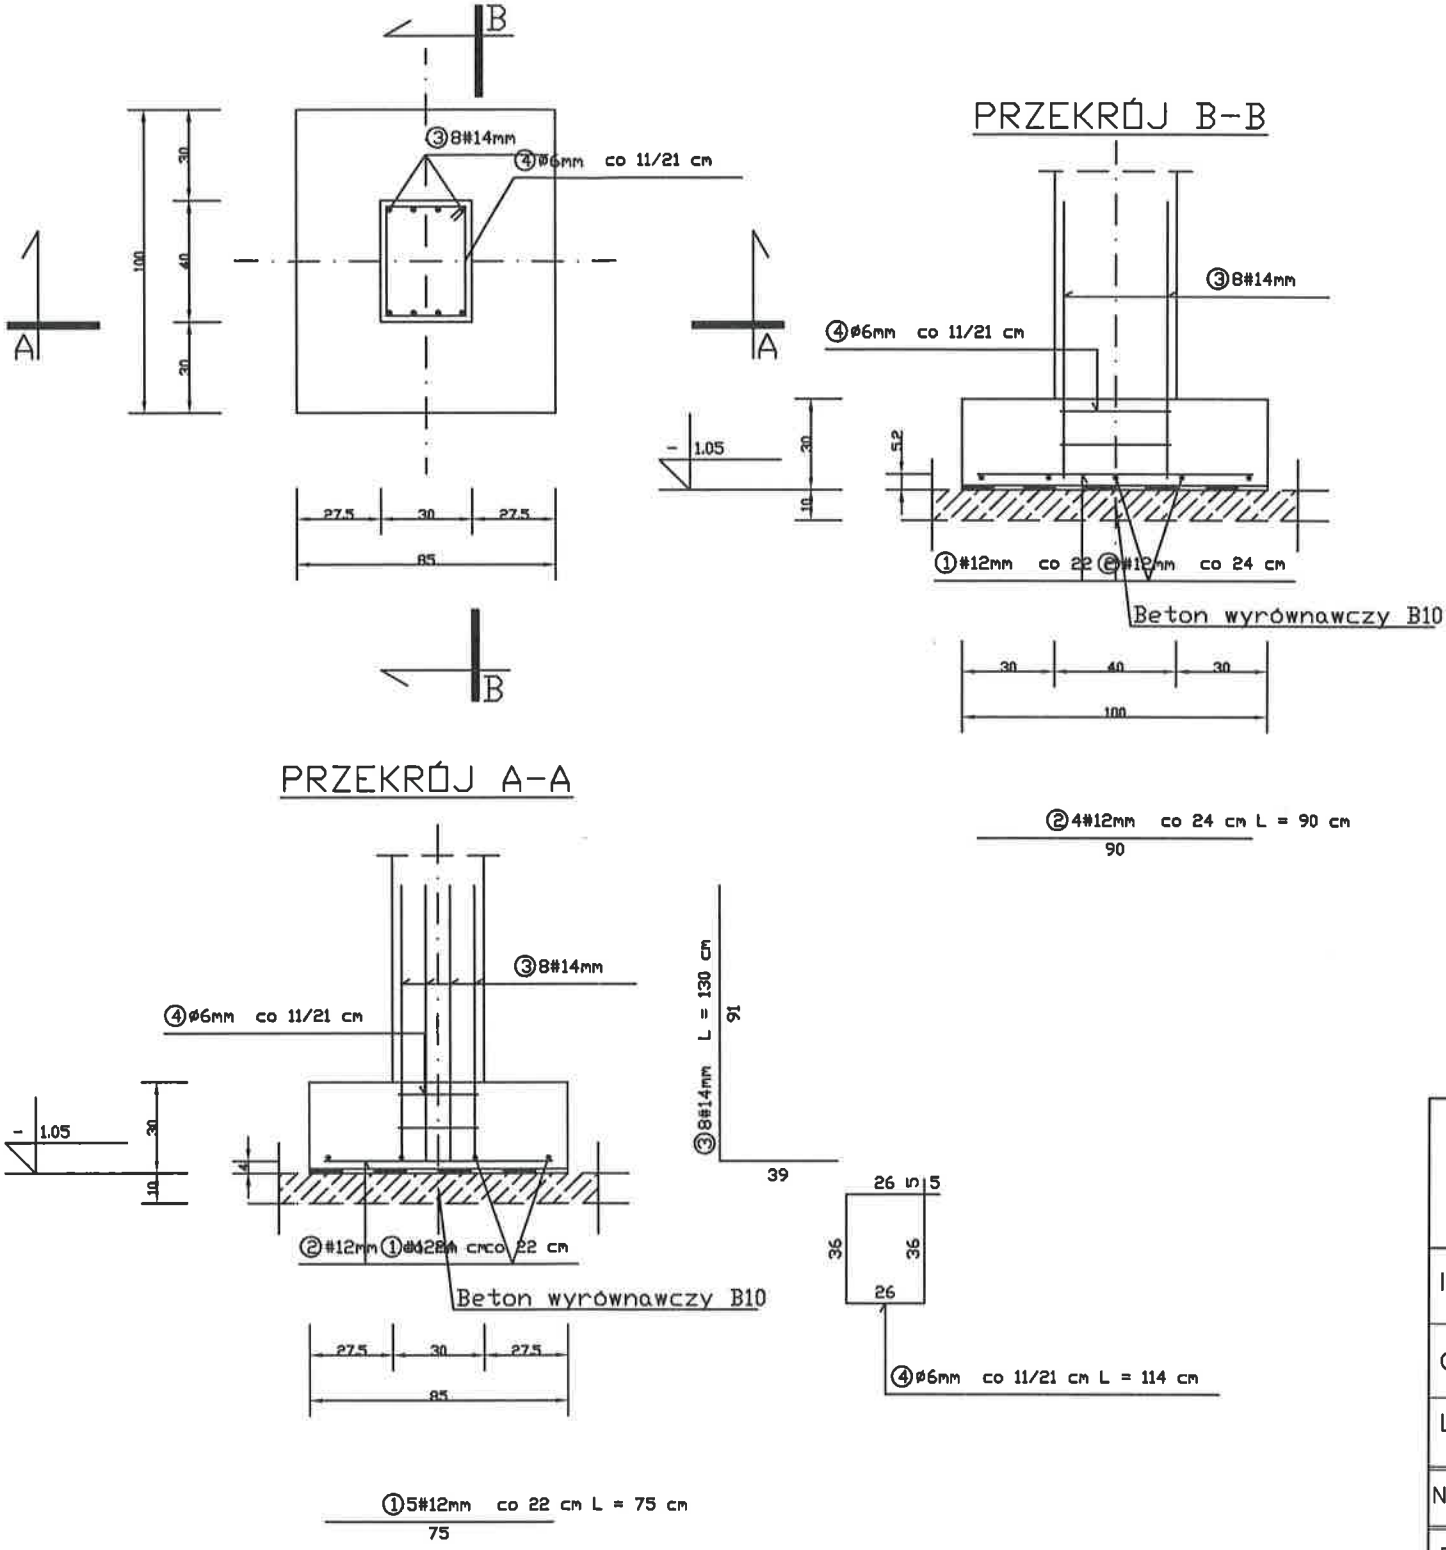 B
③8#14mm
④ø6mm co 11/21 cm
30
40
30
100
A
A
27.5
30
27.5
85
B
PRZEKRÓJ B-B
③8#14mm
④ø6mm co 11/21 cm
- 1.05
30
10
5.2
①#12mm co 22
②#12mm co 24 cm
Beton wyrównawczy B10
30
40
30
100
PRZEKRÓJ A-A
②4#12mm co 24 cm L = 90 cm
90
③8#14mm
④ø6mm co 11/21 cm
- 1.05
30
10
4
②#12mm
①
co 22 cm
Beton wyrównawczy B10
27.5
30
27.5
85
③8#14mm L = 130 cm
91
39
26
5
5
36
36
26
④ø6mm co 11/21 cm L = 114 cm
①5#12mm co 22 cm L = 75 cm
75